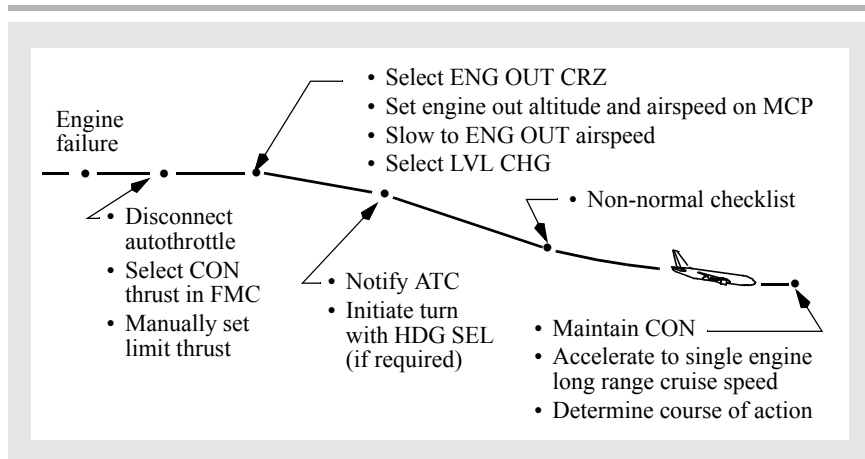 Engine
failure
• Disconnect
autothrottle
• Select CON
thrust in FMC
• Manually set
limit thrust
• Select ENG OUT CRZ
• Set engine out altitude and airspeed on MCP
• Slow to ENG OUT airspeed
• Select LVL CHG
• Notify ATC
• Initiate turn
with HDG SEL
(if required)
• Non-normal checklist
• Maintain CON
• Accelerate to single engine
long range cruise speed
• Determine course of action